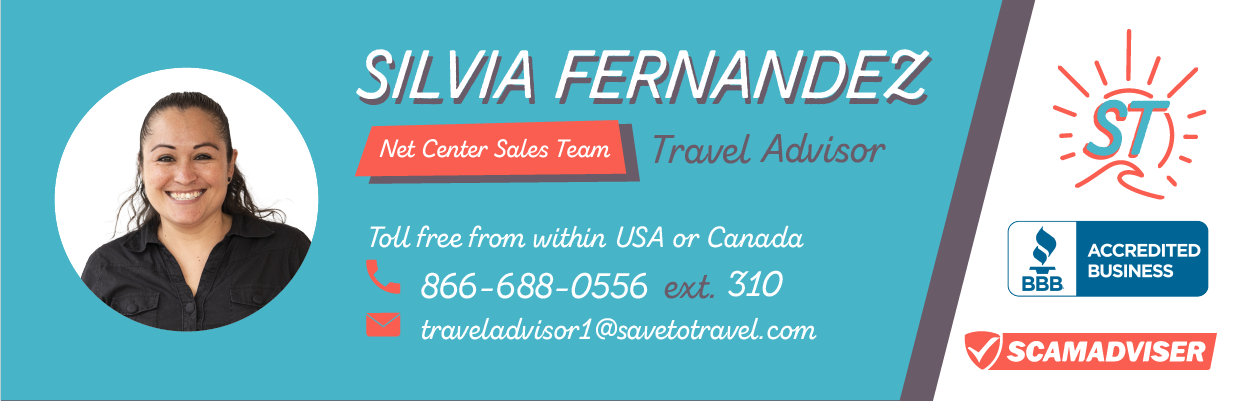 SILVIA FERNANDEZ
Net Center Sales Team
Travel Advisor
Toll free from within USA or Canada
866-688-0556 ext. 310
traveladvisor1@savetotravel.com
ST
BBB
ACCREDITED
BUSINESS
SCAMADVISER